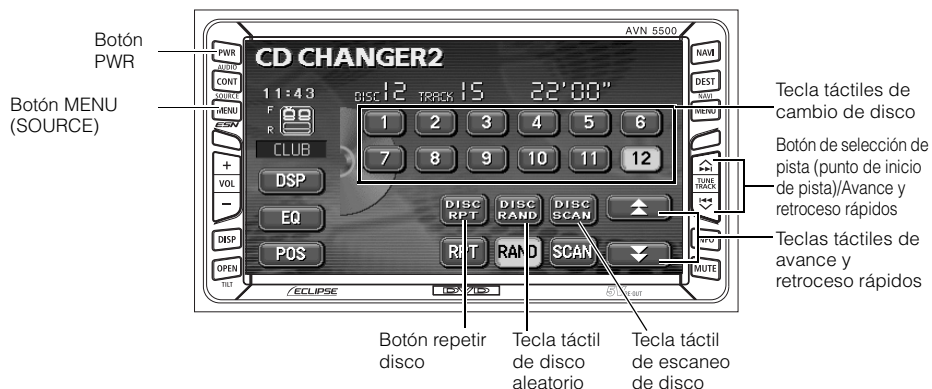 AVN 5500
Botón
PWR
Botón MENU
(SOURCE)
PWR
AUDIO
CONT
SOURCE
MENU
ESN
+
VOL
−
DISP
OPEN
TILT
CD CHANGER2
11:43
DISC 12 TRACK 15 22'00"
F
R
CLUB
DSP
EQ
POS
1 2 3 4 5 6
7 8 9 10 11 12
DISC RPT
DISC RAND
DISC SCAN
RPT RAND SCAN
NAVI
DEST
NAVI
MENU
TUNE
TRACK
MUTE
ECLIPSE
DVD
Tecla táctiles de
cambio de disco
Botón de selección de
pista (punto de inicio
de pista)/Avance y
retroceso rápidos
Teclas táctiles de
avance y
retroceso rápidos
Botón repetir
disco
Tecla táctil
de disco
aleatorio
Tecla táctil
de escaneo
de disco